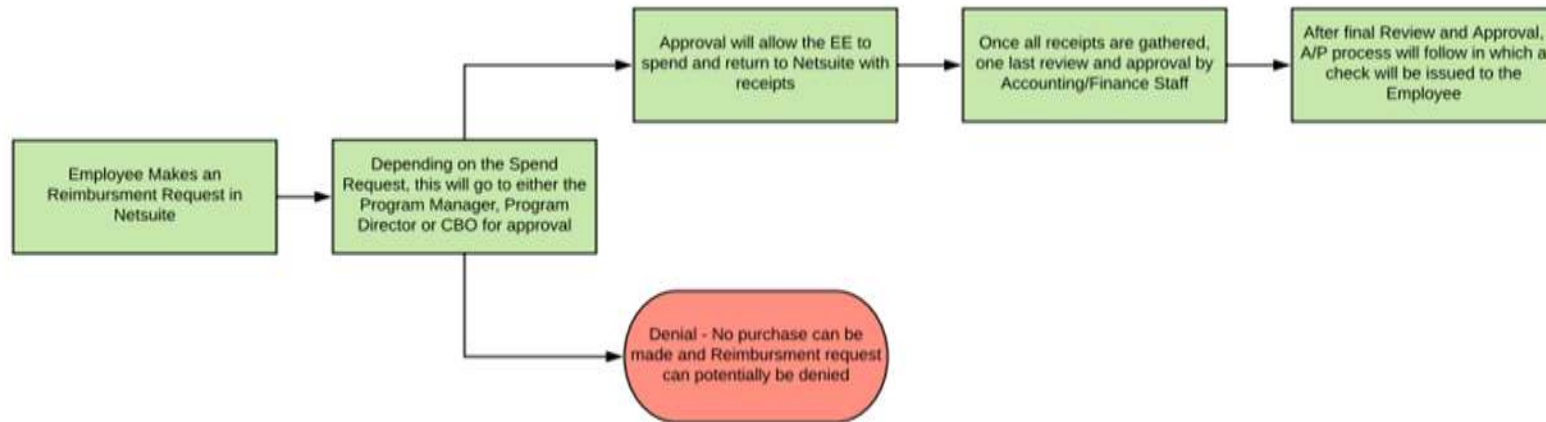 Employee Makes an
Reimbursment Request in
Netsuite
Depending on the Spend
Request, this will go to either the
Program Manager, Program
Director or CBO for approval
Approval will allow the EE to
spend and return to Netsuite with
receipts
Once all receipts are gathered,
one last review and approval by
Accounting/Finance Staff
After final Review and Approval,
A/P process will follow in which a
check will be issued to the
Employee
Denial - No purchase can be
made and Reimbursment request
can potentially be denied